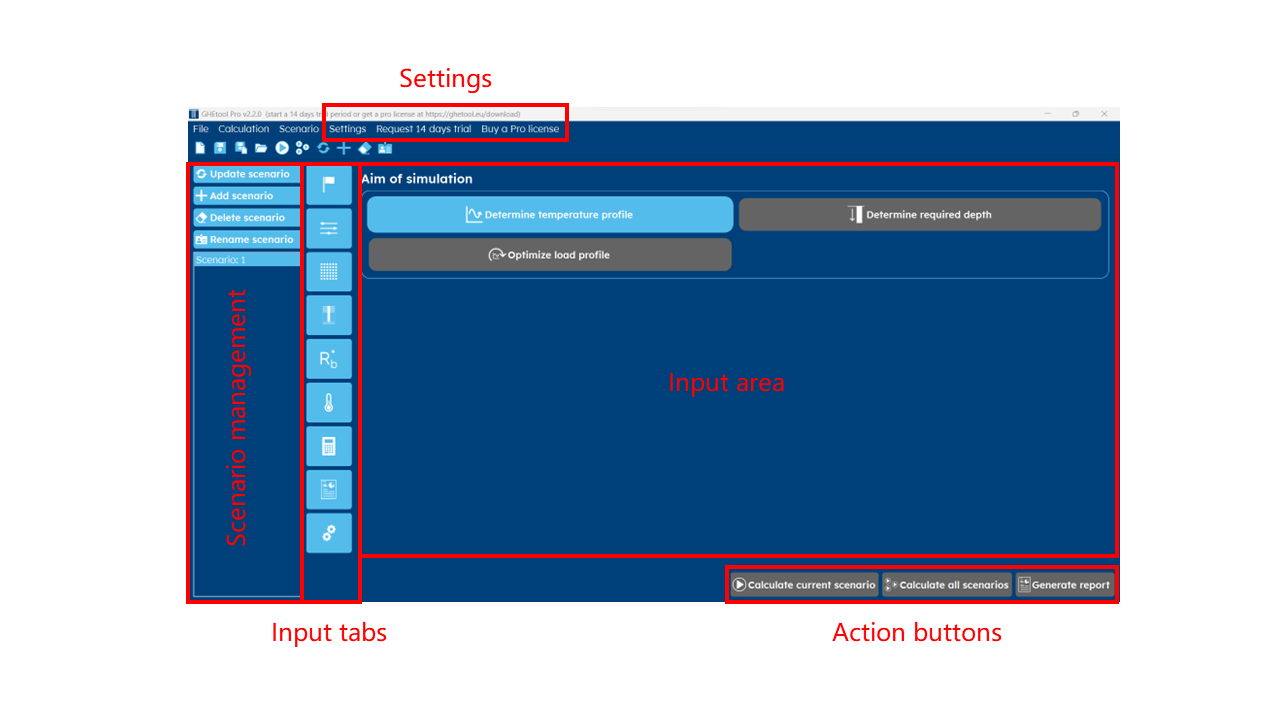 Settings
GHEtool Pro v2.2.0 (start a 14 days trial period or get a pro license at https://ghetool.eu/download)
File Calculation Scenario Settings Request 14 days trial Buy a Pro license
Update scenario
Add scenario
Delete scenario
Rename scenario
Scenario: 1
Scenario management
Rb*
Aim of simulation
Determine temperature profile
Determine required depth
Optimize load profile
Input area
Calculate current scenario
Calculate all scenarios
Generate report
Input tabs
Action buttons